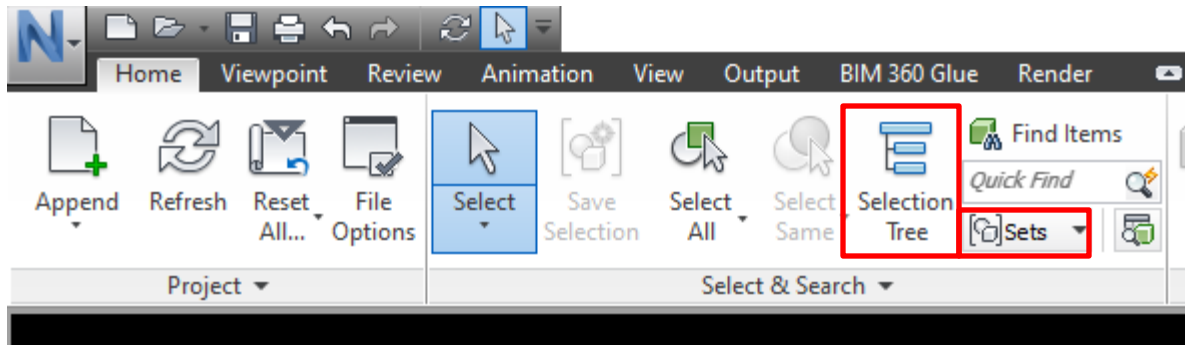 N
Home Viewpoint Review Animation View Output BIM 360 Glue Render
Append
Refresh
Reset
All...
File
Options
Select
Save
Selection
Select
All
Select
Same
Selection
Tree
Find Items
Quick Find
Sets
Project
Select & Search